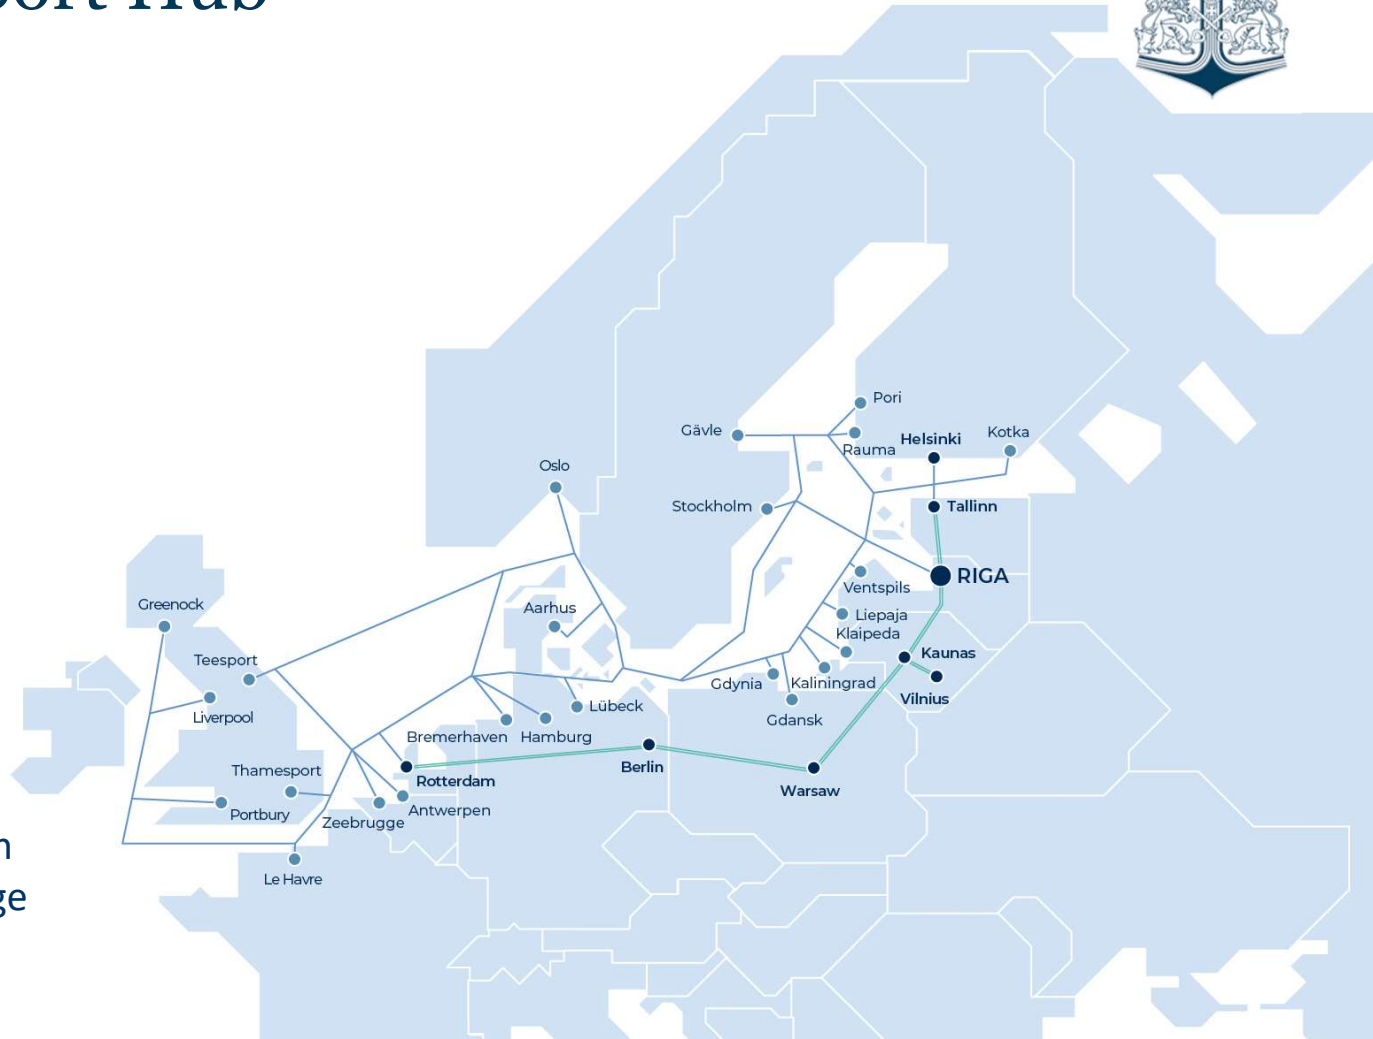 Hub
Pori
Gävle
Rauma
Helsinki
Kotka
Oslo
Stockholm
Tallinn
RIGA
Ventspils
Greenock
Aarhus
Liepaja
Klaipeda
Teesport
Kaunas
Gdynia
Kaliningrad
Vilnius
Liverpool
Lübeck
Gdansk
Bremerhaven
Hamburg
Thamesport
Rotterdam
Berlin
Warsaw
Portbury
Zeebrugge
Antwerpen
Le Havre